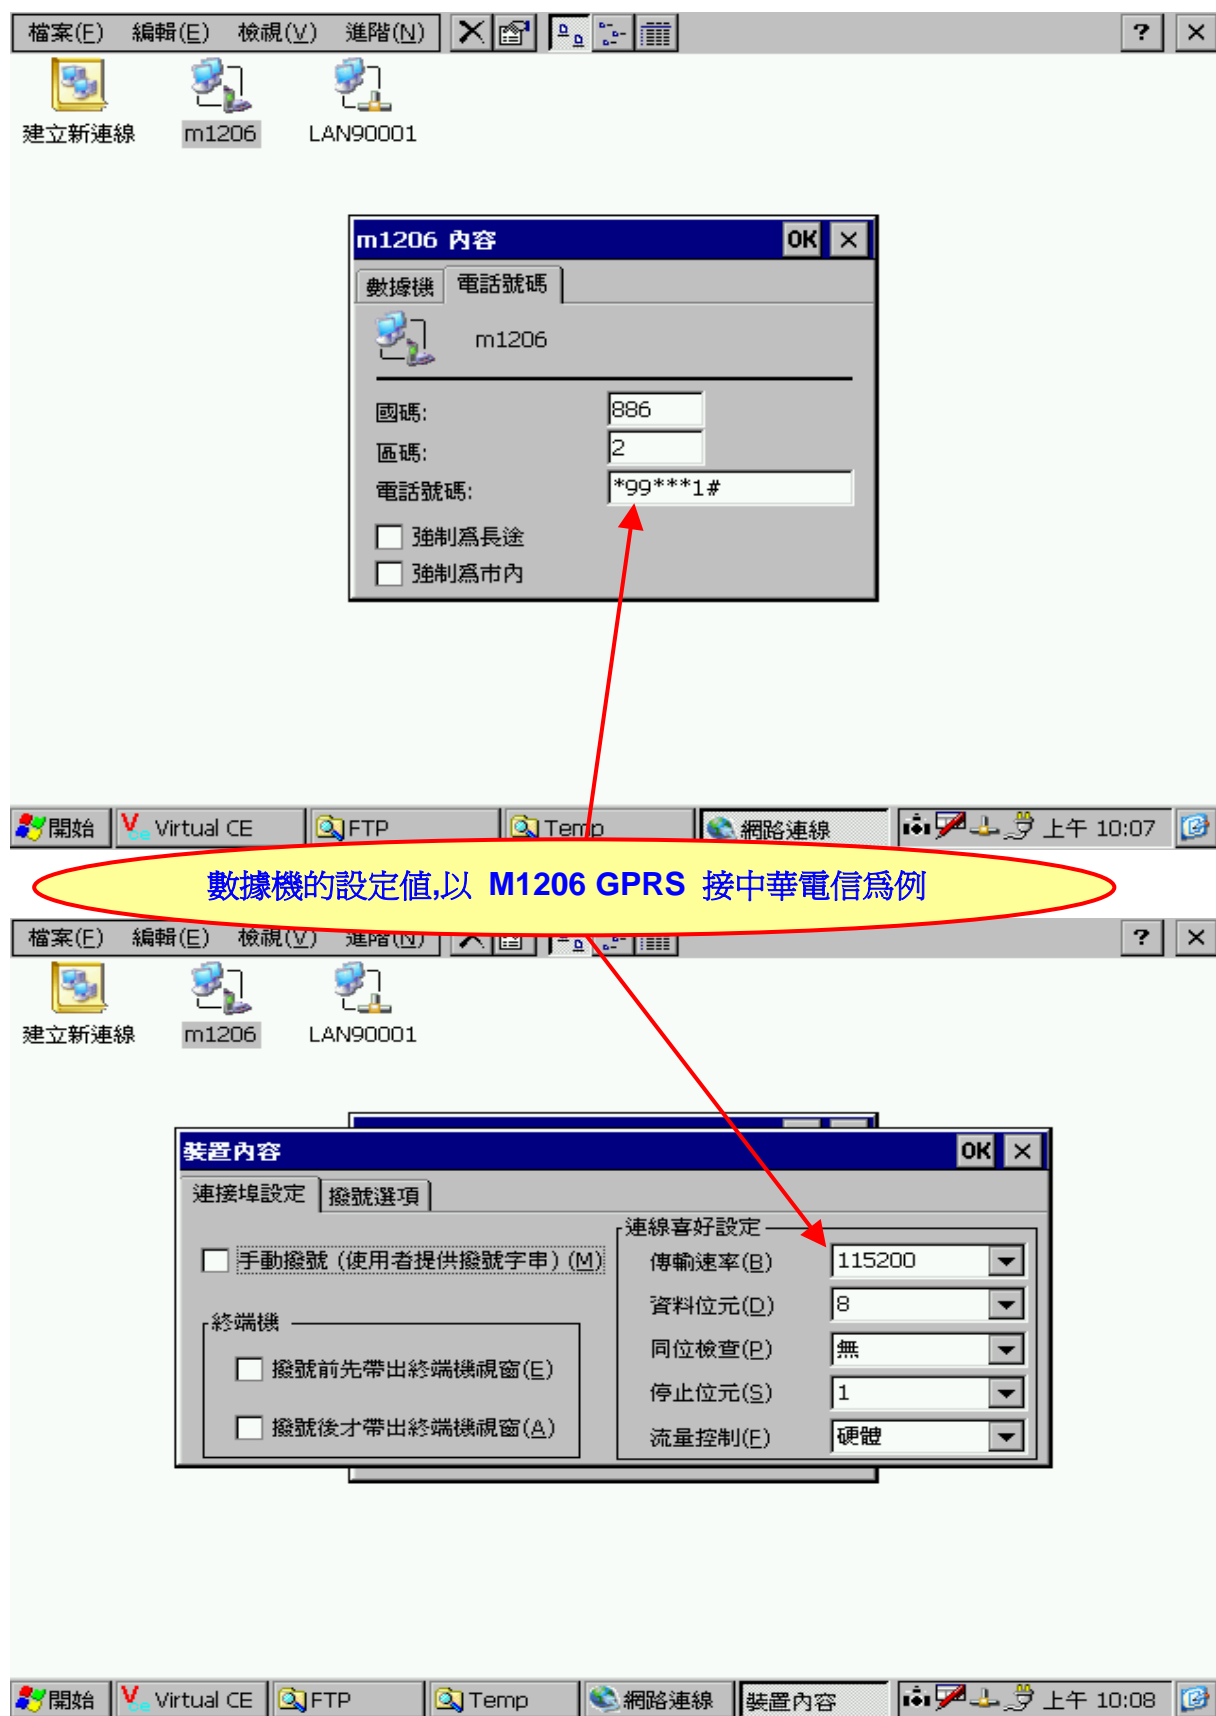 檔案(F) 編輯(E) 檢視(V) 進階(N) ? ×
建立新連線 m1206 LAN90001
m1206 內容 OK ×
數據機 電話號碼
m1206
國碼: 886
區碼: 2
電話號碼: *99***1#
強制為長途
強制為市內
開始 Virtual CE FTP Temp 網路連線 上午 10:07
數據機的設定值,以 M1206 GPRS 接中華電信為例
檔案(F) 編輯(E) 檢視(V) 進階(N) ? ×
建立新連線 m1206 LAN90001
裝置內容 OK ×
連接埠設定 撥號選項
連線喜好設定
手動撥號 (使用者提供撥號字串) (M) 傳輸速率(B) 115200
資料位元(D) 8
終端機
同位檢查(P) 無
撥號前先帶出終端機視窗(E)
停止位元(S) 1
撥號後才帶出終端機視窗(A)
流量控制(F) 硬體
開始 Virtual CE FTP Temp 網路連線 裝置內容 上午 10:08